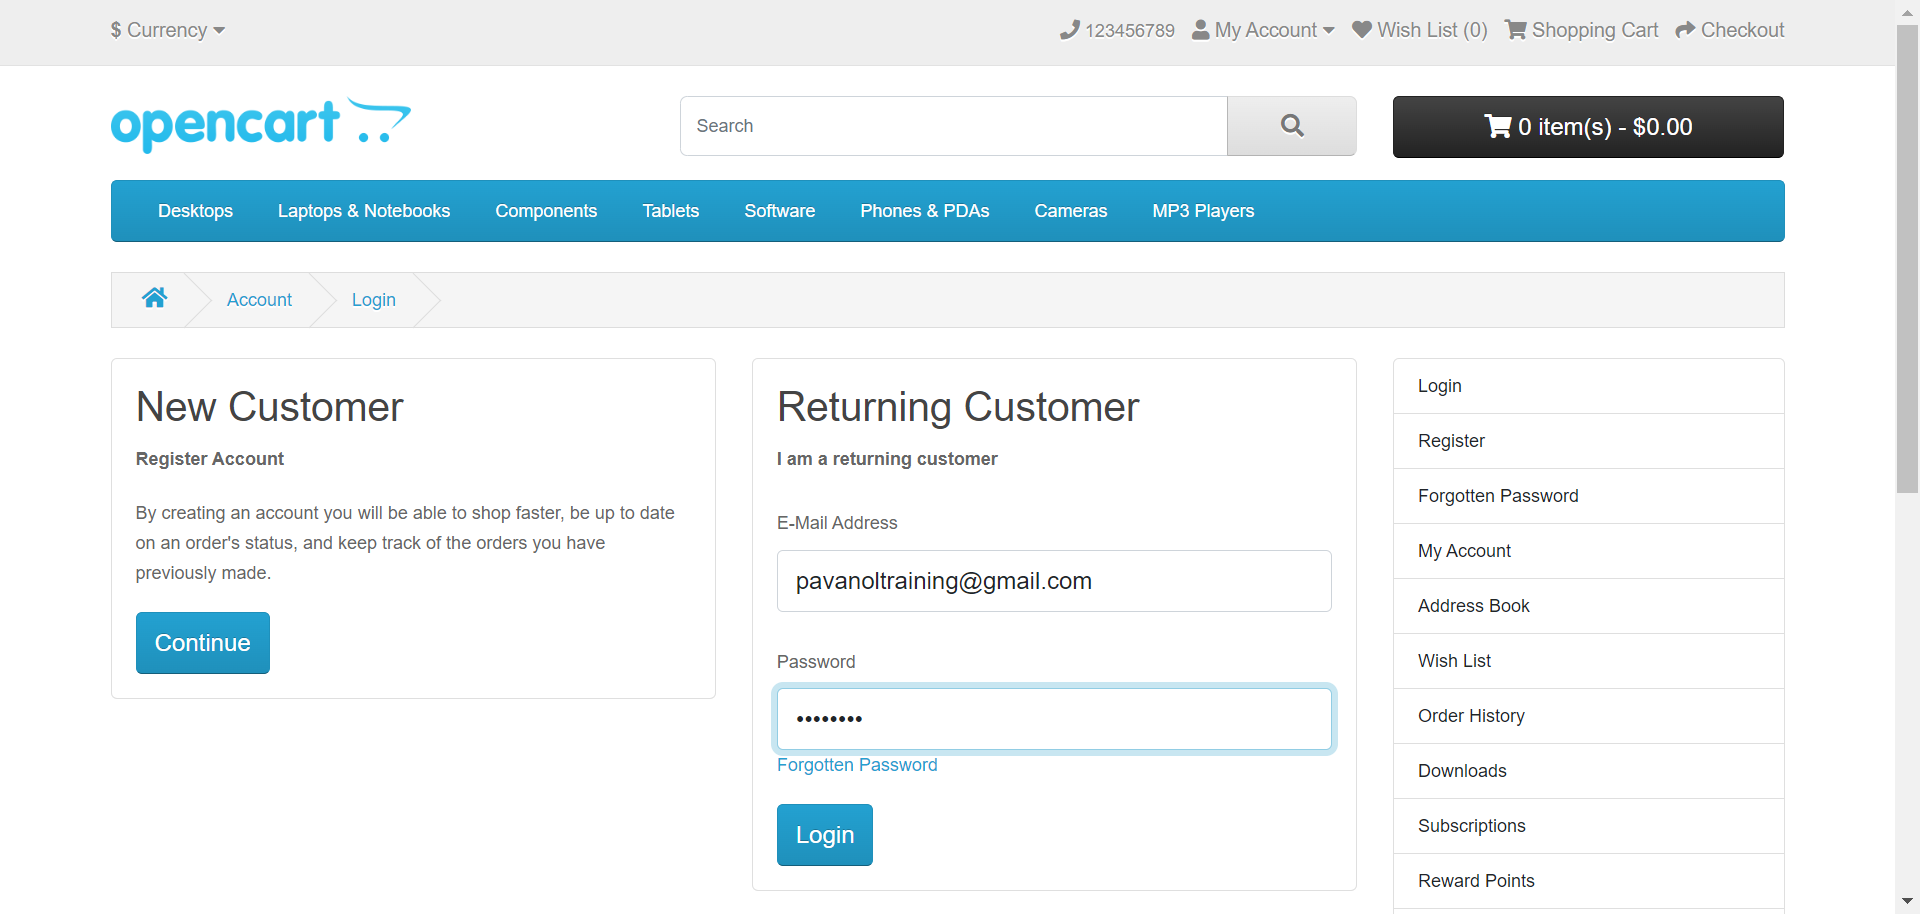 $ Currency
123456789 My Account Wish List (0) Shopping Cart Checkout
opencart
Search
0 item(s) - $0.00
Desktops Laptops & Notebooks Components Tablets Software Phones & PDAs Cameras MP3 Players
Account Login
New Customer
Register Account
By creating an account you will be able to shop faster, be up to date
on an order's status, and keep track of the orders you have
previously made.
Continue
Returning Customer
I am a returning customer
E-Mail Address
pavanoltraining@gmail.com
Password
••••••••
Forgotten Password
Login
Login
Register
Forgotten Password
My Account
Address Book
Wish List
Order History
Downloads
Subscriptions
Reward Points